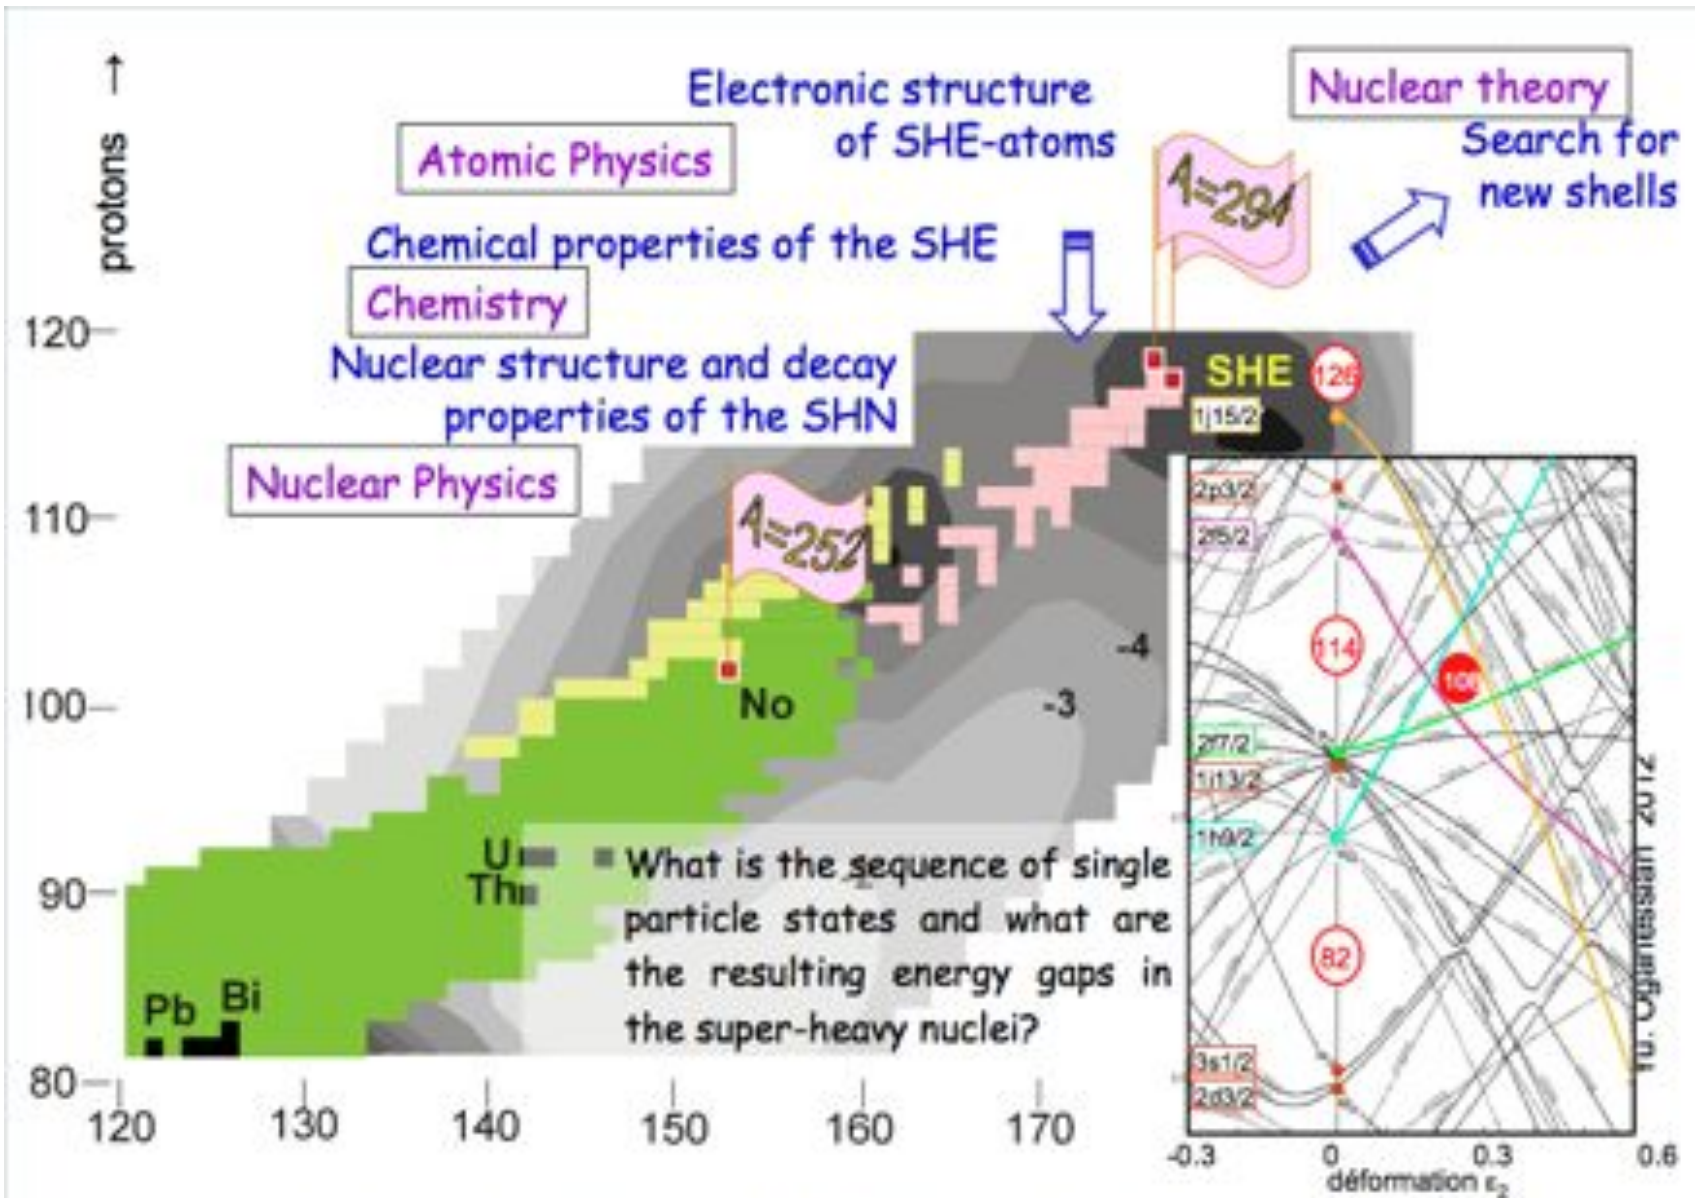 protons →
Electronic structure
of SHE-atoms
Nuclear theory
Search for
new shells
Atomic Physics
A=294
Chemical properties of the SHE
Chemistry
Nuclear structure and decay
properties of the SHN
Nuclear Physics
A=252
SHE
126
1j15/2
2p3/2
2f5/2
114
108
2f7/2
1i13/2
1h9/2
82
3s1/2
2d3/2
-4
-3
No
U
Th
Pb
Bi
What is the sequence of single
particle states and what are
the resulting energy gaps in
the super-heavy nuclei?
120
110
100
90
80
120 130 140 150 160 170
-0.3 0 0.3 0.6
déformation ε2
Yu. Oganessian 2012